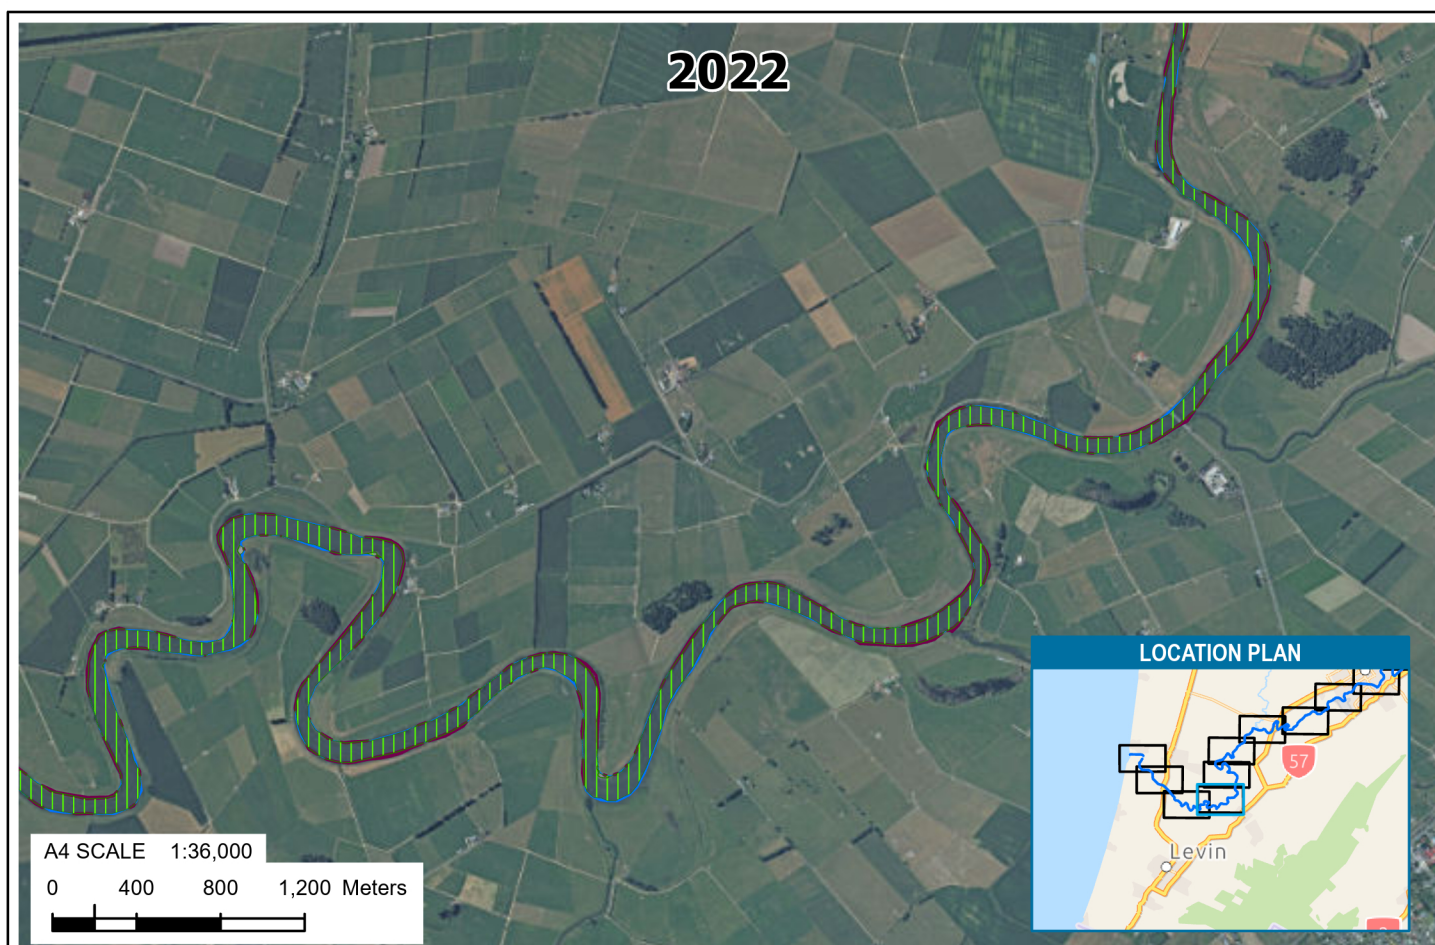 2022
LOCATION PLAN
57
Levin
A4 SCALE 1:36,000
0 400 800 1,200 Meters